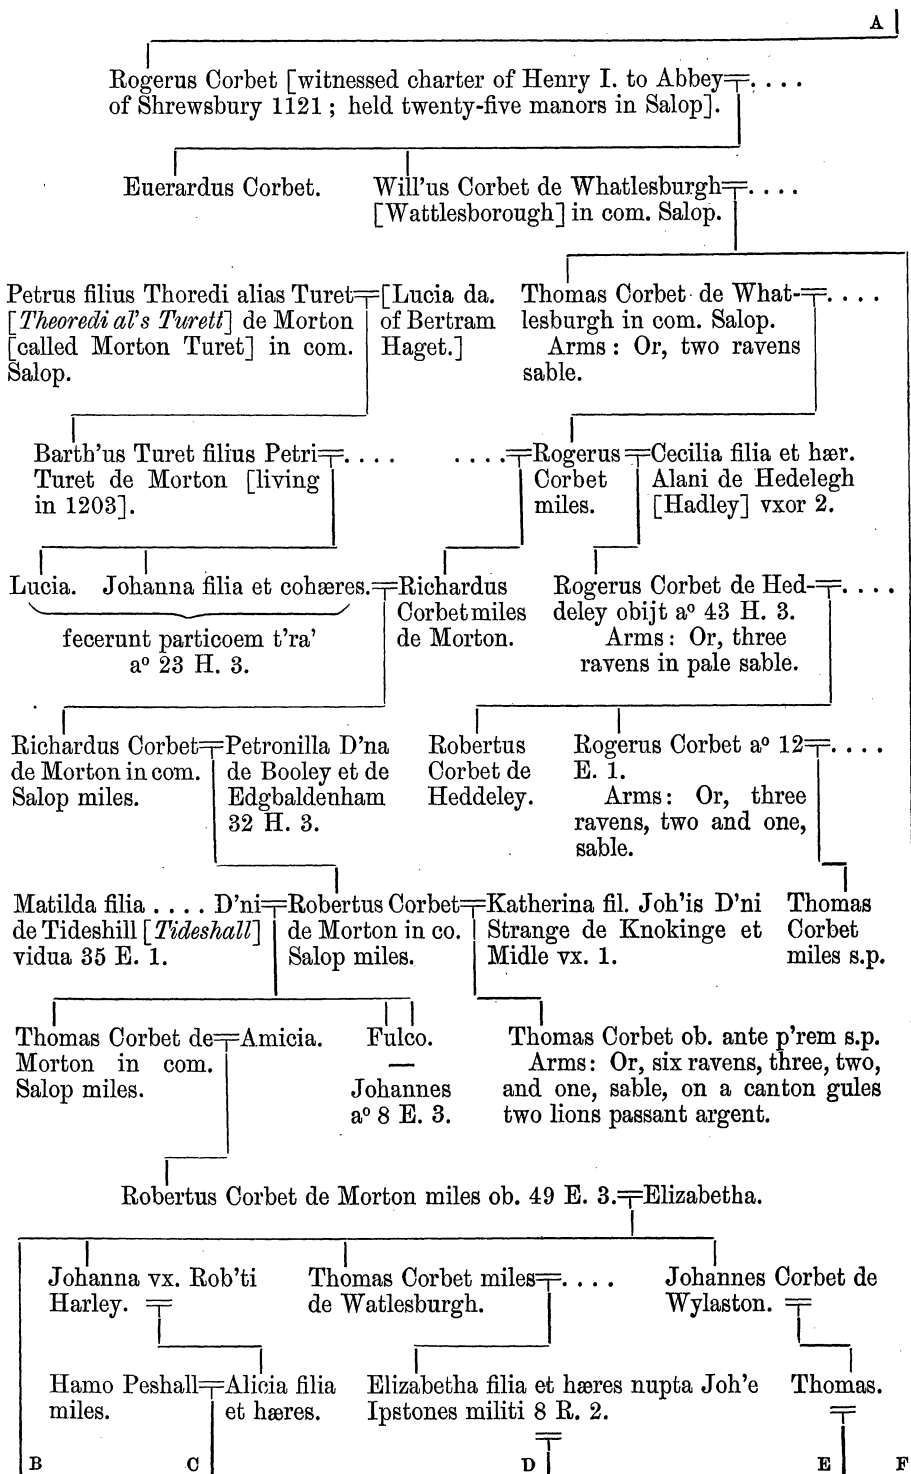 A
Rogerus Corbet [witnessed charter of Henry I. to Abbey=. . . .
of Shrewsbury 1121 ; held twenty-five manors in Salop].
Euerardus Corbet.
Will'us Corbet de Whatlesburgh=. . . .
[Wattlesborough] in com. Salop.
Petrus filius Thoredi alias Turet=[Lucia da.
[Theoredi al's Turett] de Morton of Bertram
[called Morton Turet] in com. Haget.]
Salop.
Thomas Corbet de What-=. . . .
lesburgh in com. Salop.
Arms : Or, two ravens
sable.
Barth'us Turet filius Petri=. . . .
Turet de Morton [living
in 1203].
. . . .=Rogerus=Cecilia filia et hær.
Corbet Alani de Hedelegh
miles. [Hadley] vxor 2.
Lucia. Johanna filia et cohæres.=Richardus
Corbet miles
de Morton.
fecerunt particoem t'ra'
aº 23 H. 3.
Rogerus Corbet de Hed-=. . . .
deley obijt aº 43 H. 3.
Arms : Or, three
ravens in pale sable.
Richardus Corbet=Petronilla D'na
de Morton in com. de Booley et de
Salop miles. Edgbaldenham
32 H. 3.
Robertus
Corbet de
Heddeley.
Rogerus Corbet aº 12=. . . .
E. 1.
Arms : Or, three
ravens, two and one,
sable.
Matilda filia . . . . D'ni=Robertus Corbet=Katherina fil. Joh'is D'ni
de Tideshill [Tideshall] de Morton in co. Strange de Knokinge et
vidua 35 E. 1. Salop miles. Midle vx. 1.
Thomas
Corbet
miles s.p.
Thomas Corbet de=Amicia.
Morton in com.
Salop miles.
Fulco.
—
Johannes
aº 8 E. 3.
Thomas Corbet ob. ante p'rem s.p.
Arms : Or, six ravens, three, two,
and one, sable, on a canton gules
two lions passant argent.
Robertus Corbet de Morton miles ob. 49 E. 3.=Elizabetha.
Johanna vx. Rob'ti
Harley. =
Thomas Corbet miles=. . . .
de Watlesburgh.
Johannes Corbet de
Wylaston. =
Hamo Peshall=Alicia filia
miles. et hæres.
Elizabetha filia et hæres nupta Joh'e
Ipstones militi 8 R. 2.
=
Thomas.
=
B C D E F